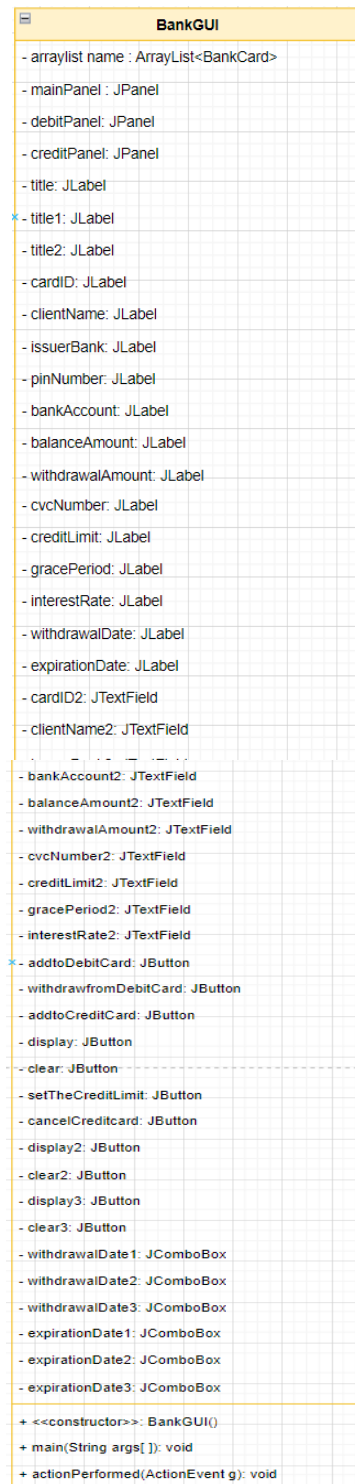 BankGUI
- arraylist name : ArrayList<BankCard>
- mainPanel : JPanel
- debitPanel: JPanel
- creditPanel: JPanel
- title: JLabel
- title1: JLabel
- title2: JLabel
- cardID: JLabel
- clientName: JLabel
- issuerBank: JLabel
- pinNumber: JLabel
- bankAccount: JLabel
- balanceAmount: JLabel
- withdrawalAmount: JLabel
- cvcNumber: JLabel
- creditLimit: JLabel
- gracePeriod: JLabel
- interestRate: JLabel
- withdrawalDate: JLabel
- expirationDate: JLabel
- cardID2: JTextField
- clientName2: JTextField
- bankAccount2: JTextField
- balanceAmount2: JTextField
- withdrawalAmount2: JTextField
- cvcNumber2: JTextField
- creditLimit2: JTextField
- gracePeriod2: JTextField
- interestRate2: JTextField
- addtoDebitCard: JButton
- withdrawfromDebitCard: JButton
- addtoCreditCard: JButton
- display: JButton
- clear: JButton
- setTheCreditLimit: JButton
- cancelCreditcard: JButton
- display2: JButton
- clear2: JButton
- display3: JButton
- clear3: JButton
- withdrawalDate1: JComboBox
- withdrawalDate2: JComboBox
- withdrawalDate3: JComboBox
- expirationDate1: JComboBox
- expirationDate2: JComboBox
- expirationDate3: JComboBox
+ <<constructor>>: BankGUI()
+ main(String args[ ]): void
+ actionPerformed(ActionEvent g): void